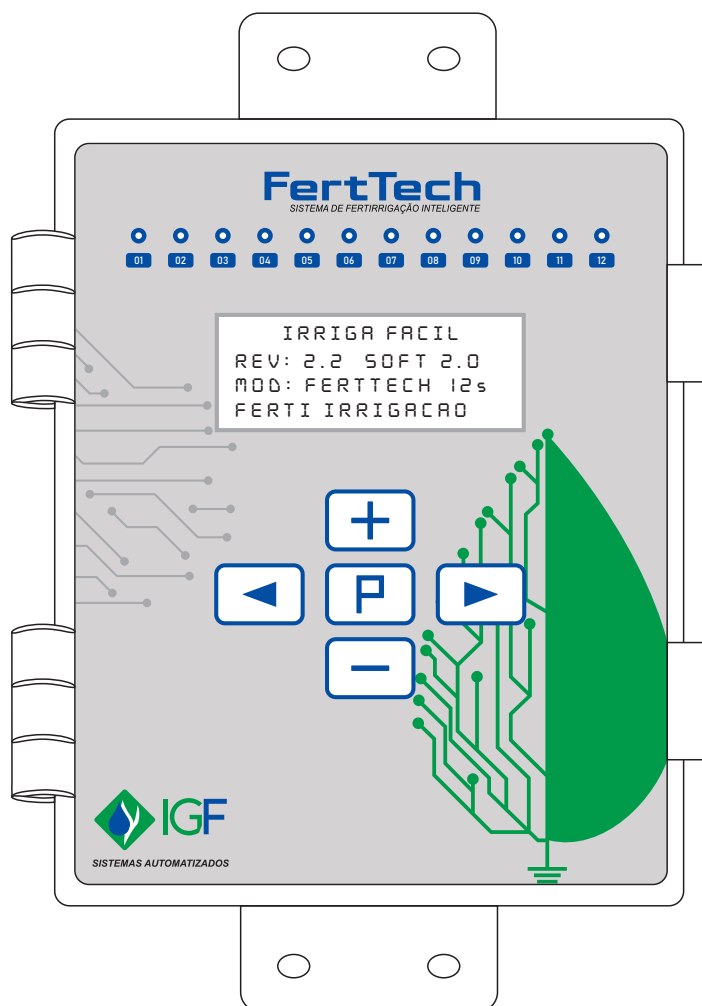 FertTech
SISTEMA DE FERTIRRIGAÇÃO INTELIGENTE
01 02 03 04 05 06 07 08 09 10 11 12
IRRIGA FACIL
REV: 2.2 SOFT 2.0
MOD: FERTTECH 12s
FERTI IRRIGACAO
+
◄ P ►
−
IGF
SISTEMAS AUTOMATIZADOS